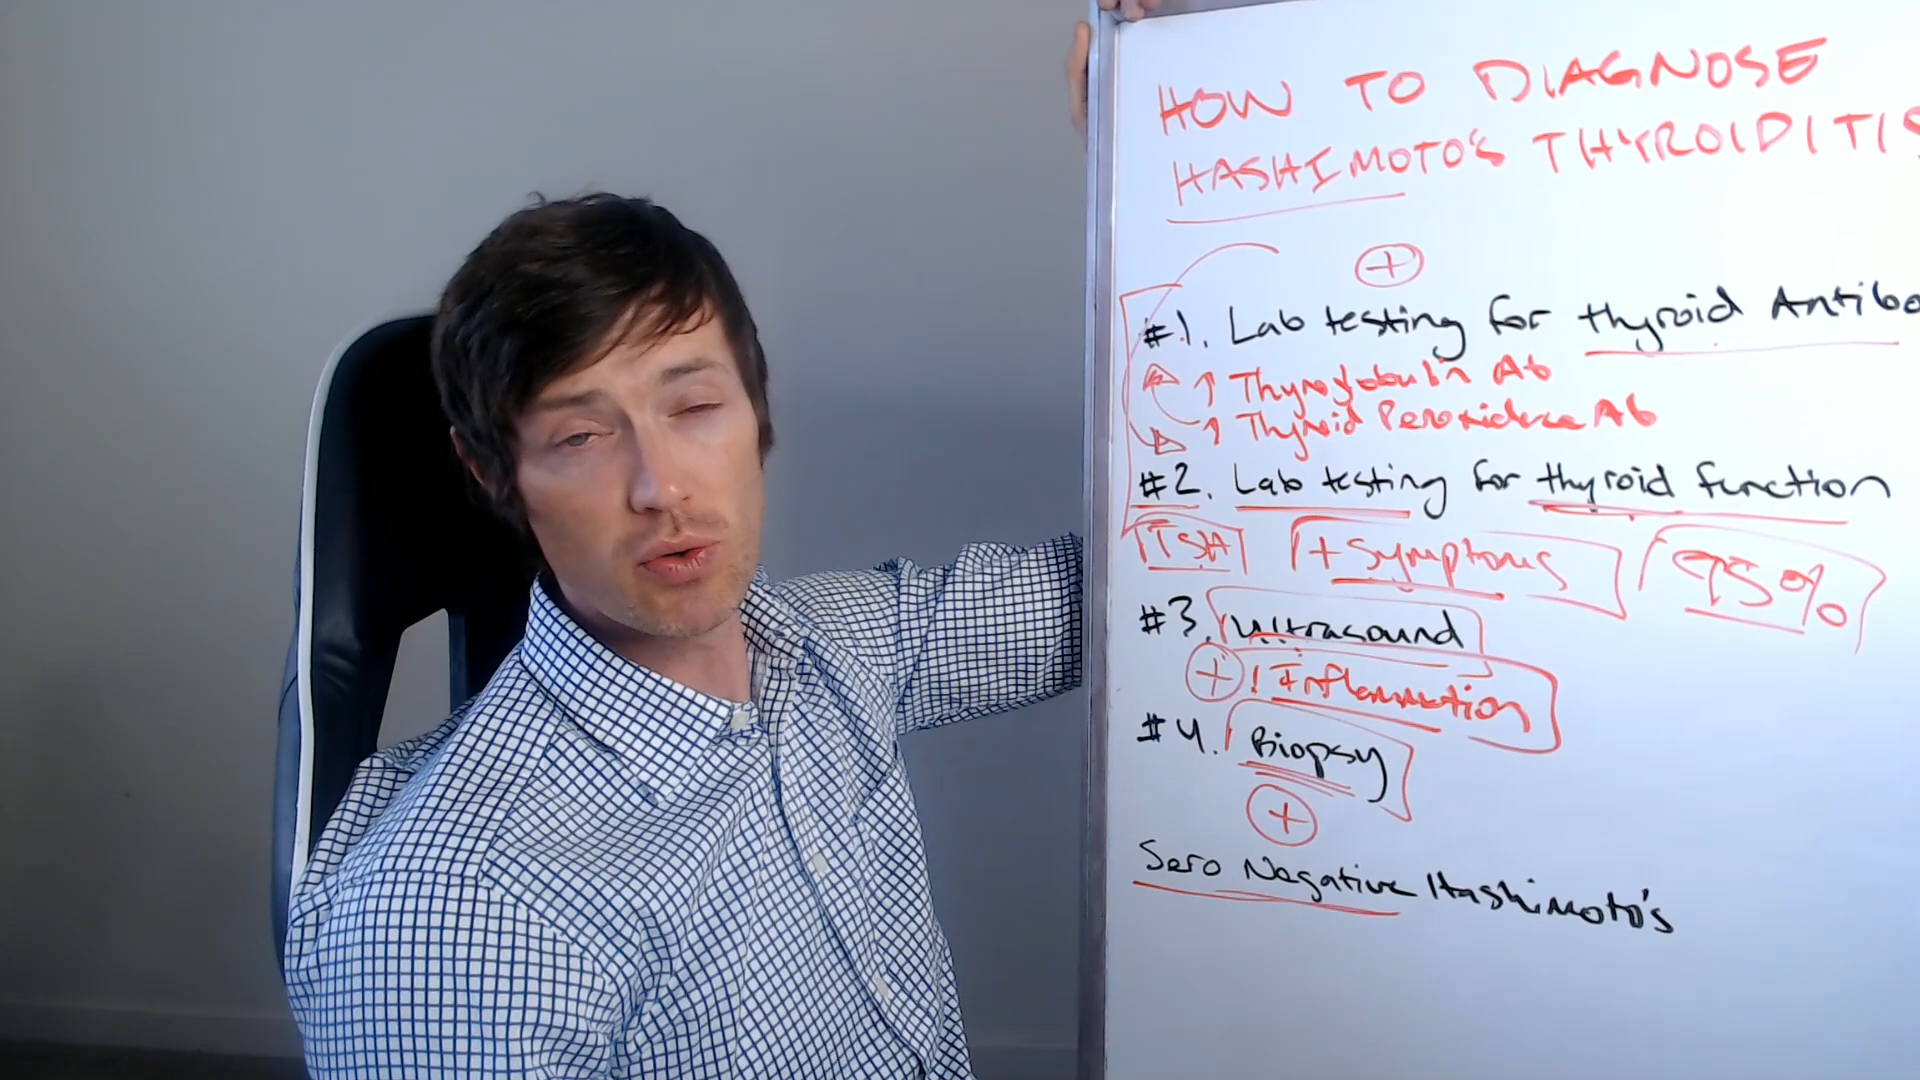 HOW TO DIAGNOSE
HASHIMOTO'S THYROIDITIS
+
#1. Lab testing for thyroid Antibo
↑ Thyroglobulin Ab
↑ Thyroid Peroxidase Ab
#2. Lab testing for thyroid function
TSH + Symptoms 95%
#3. Ultrasound
+ ! Inflammation
#4. Biopsy
+
Sero Negative Hashimoto's